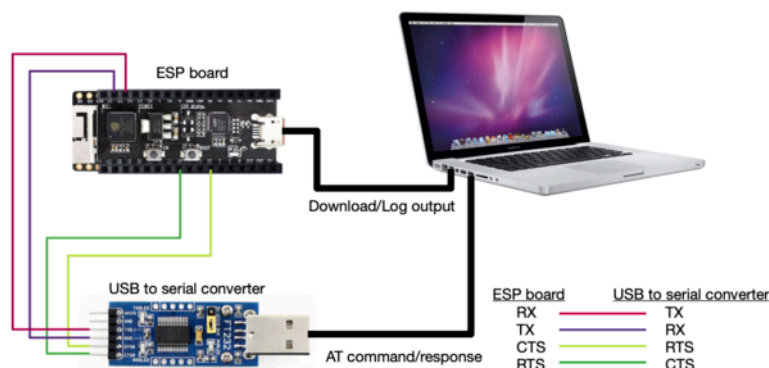 ESP board
Download/Log output
USB to serial converter
FT232
AT command/response
ESP board USB to serial converter
RX TX
TX RX
CTS RTS
RTS CTS